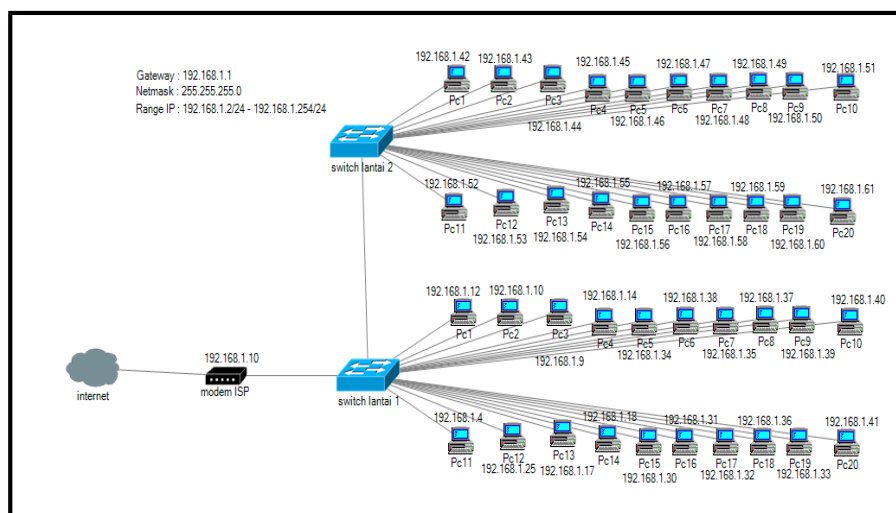 Gateway : 192.168.1.1
Netmask : 255.255.255.0
Range IP : 192.168.1.2/24 - 192.168.1.254/24
192.168.1.42
192.168.1.43
192.168.1.45
192.168.1.47
192.168.1.49
192.168.1.51
Pc1
Pc2
Pc3
Pc4
Pc5
Pc6
Pc7
Pc8
Pc9
Pc10
192.168.1.44
192.168.1.46
192.168.1.48
192.168.1.50
switch lantai 2
192.168.1.52
192.168.1.55
192.168.1.57
192.168.1.59
192.168.1.61
Pc11
Pc12
Pc13
Pc14
Pc15
Pc16
Pc17
Pc18
Pc19
Pc20
192.168.1.53
192.168.1.54
192.168.1.56
192.168.1.58
192.168.1.60
192.168.1.12
192.168.1.10
192.168.1.14
192.168.1.38
192.168.1.37
192.168.1.40
Pc1
Pc2
Pc3
Pc4
Pc5
Pc6
Pc7
Pc8
Pc9
Pc10
192.168.1.9
192.168.1.34
192.168.1.35
192.168.1.39
192.168.1.10
internet
modem ISP
switch lantai 1
192.168.1.4
192.168.1.18
192.168.1.31
192.168.1.36
192.168.1.41
Pc11
Pc12
Pc13
Pc14
Pc15
Pc16
Pc17
Pc18
Pc19
Pc20
192.168.1.25
192.168.1.17
192.168.1.30
192.168.1.32
192.168.1.33